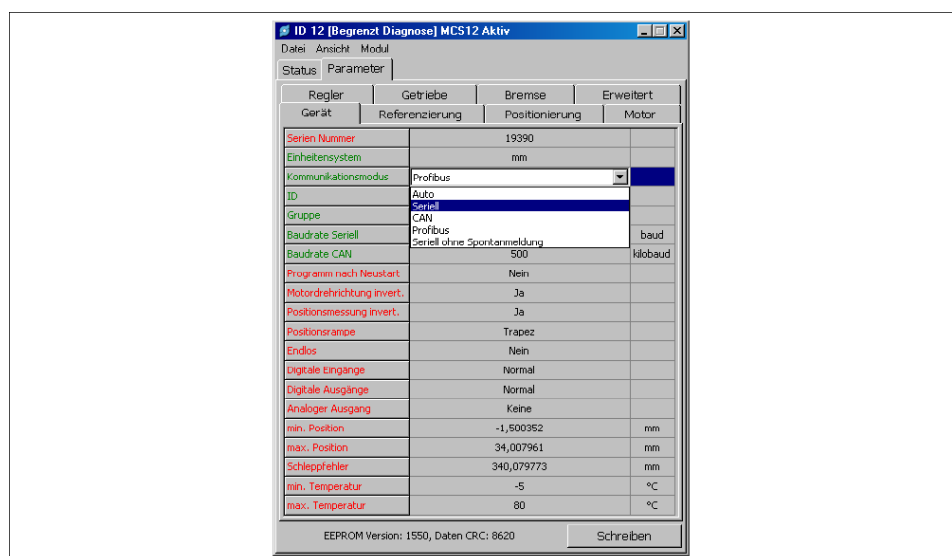 ID 12 [Begrenzt Diagnose] MCS12 Aktiv
Datei Ansicht Modul
Status Parameter
Regler Getriebe Bremse Erweitert
Gerät Referenzierung Positionierung Motor
Serien Nummer 19390
Einheitensystem mm
Kommunikationsmodus Profibus
ID Auto
Seriell
Gruppe CAN
Baudrate Seriell Profibus baud
Seriell ohne Spontanmeldung
Baudrate CAN 500 kilobaud
Programm nach Neustart Nein
Motordrehrichtung invert. Ja
Positionsmessung invert. Ja
Positionsrampe Trapez
Endlos Nein
Digitale Eingänge Normal
Digitale Ausgänge Normal
Analoger Ausgang Keine
min. Position -1,500352 mm
max. Position 34,007961 mm
Schleppfehler 340,079773 mm
min. Temperatur -5 °C
max. Temperatur 80 °C
EEPROM Version: 1550, Daten CRC: 8620 Schreiben